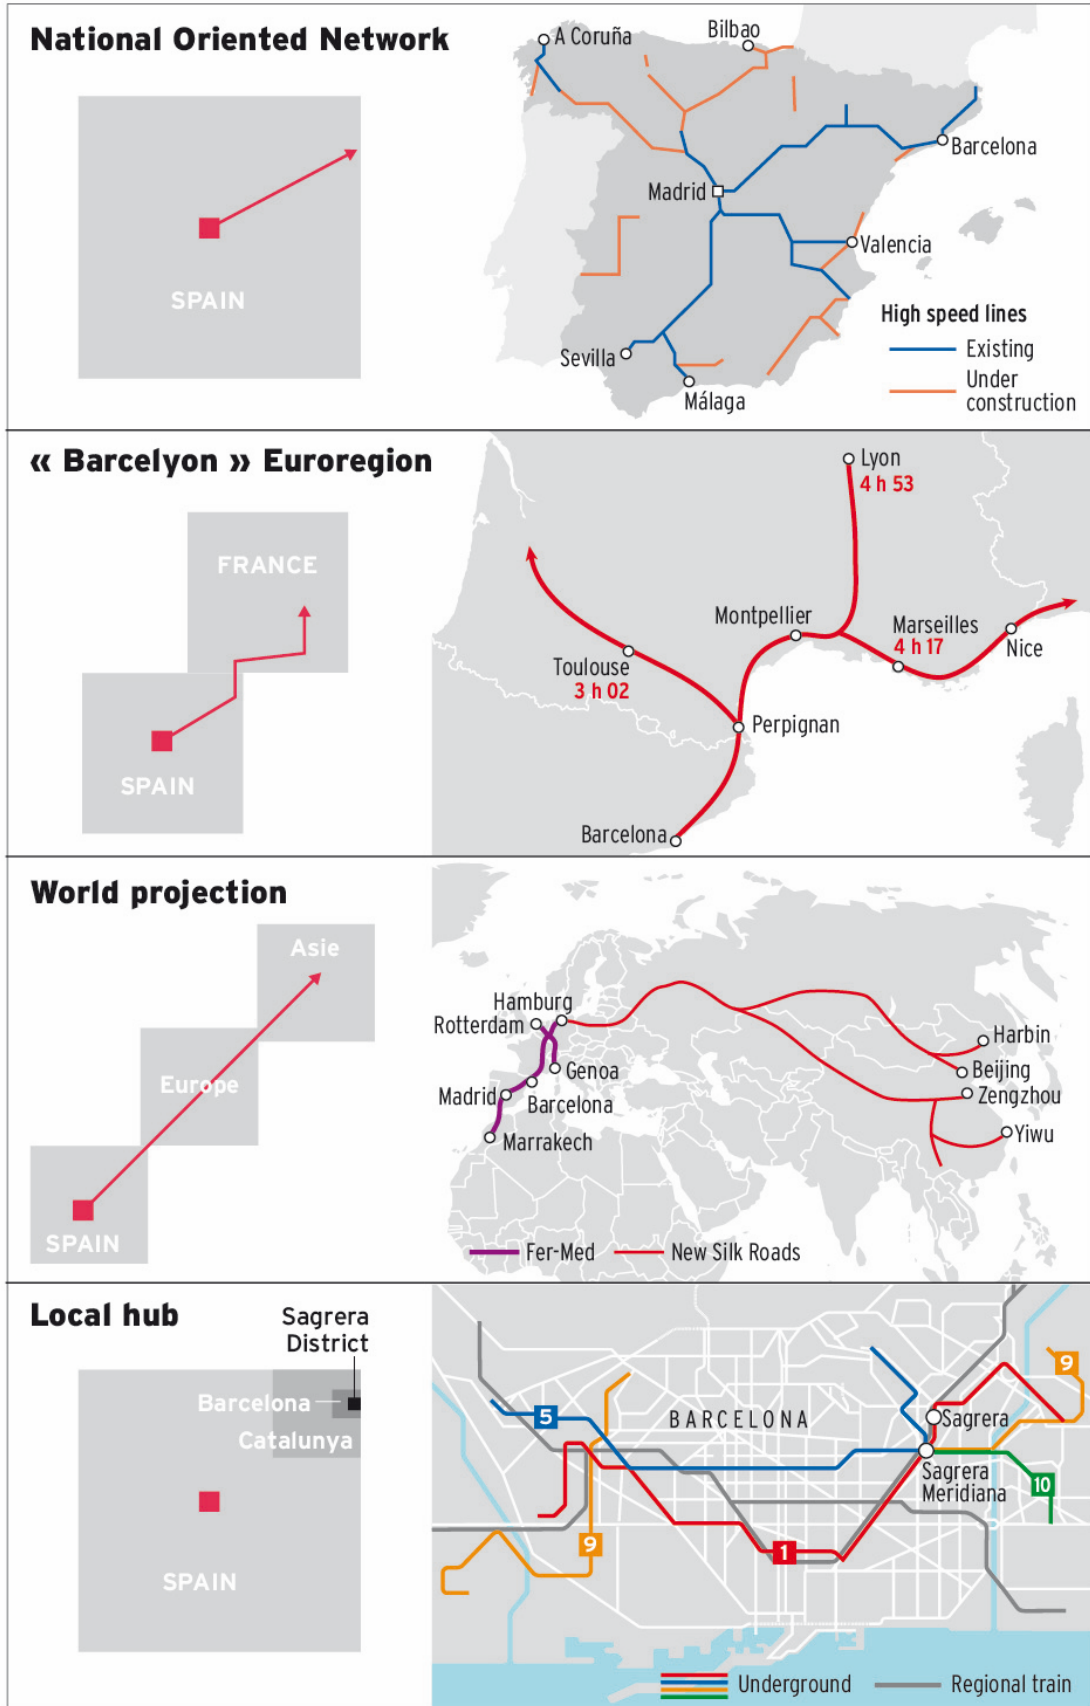 National Oriented Network
SPAIN
A Coruña
Bilbao
Barcelona
Madrid
Valencia
Sevilla
Málaga
High speed lines
Existing
Under
construction
« Barcelyon » Euroregion
FRANCE
SPAIN
Lyon
4 h 53
Montpellier
Marseilles
4 h 17
Nice
Toulouse
3 h 02
Perpignan
Barcelona
World projection
Asie
Europe
SPAIN
Hamburg
Rotterdam
Genoa
Madrid
Barcelona
Marrakech
Harbin
Beijing
Zengzhou
Yiwu
Fer-Med
New Silk Roads
Local hub
Sagrera
District
Barcelona
Catalunya
SPAIN
9
5
BARCELONA
Sagrera
Sagrera
Meridiana
10
9
1
Underground
Regional train